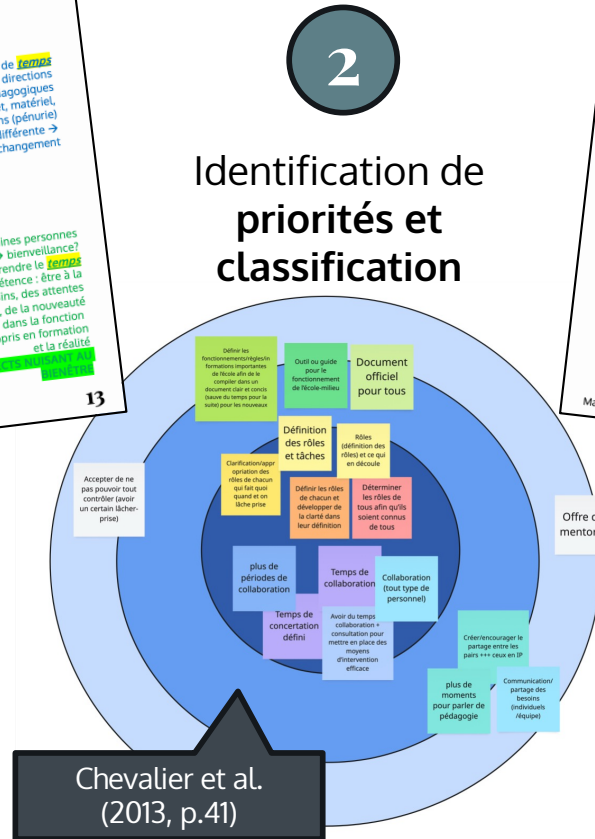 de temps
directions
agogiques
et, matériel,
ns (pénurie)
ifférente →
changement
ines personnes
→ bienveillance?
rendre le temps
étence : être à la
ins, des attentes
, de la nouveauté
dans la fonction
pris en formation
et la réalité
CTS NUISANT AU
BIENÊTRE
13
2
Identification de
priorités et
classification
Ma
Définir les
fonctionnements/règles/in
formations importantes
de l'école afin de le
compiler dans un
document clair et concis
(sauve du temps pour la
suite) pour les nouveaux
Outil ou guide
pour le
fonctionnement
de l'école-milieu
Document
officiel
pour tous
Définition
des rôles
et tâches
Rôles
(définition des
rôles) et ce qui
en découle
Clarification/appr
opriation des
rôles de chacun
qui fait quoi
quand et on
lâche prise
Définir les rôles
de chacun et
développer de
la clarté dans
leur définition
Déterminer
les rôles de
tous afin qu'ils
soient connus
de tous
Accepter de ne
pas pouvoir tout
contrôler (avoir
un certain lâcher-
prise)
Offre d
mentor
plus de
périodes de
collaboration
Temps de
collaboration
Collaboration
(tout type de
personnel)
Temps de
concertation
défini
Avoir du temps
collaboration +
consultation pour
mettre en place des
moyens
d'intervention
efficace
Créer/encourager le
partage entre les
pairs +++ ceux en IP
plus de
moments
pour parler de
pédagogie
Communication/
partage des
besoins
(individuels
/équipe)
Chevalier et al.
(2013, p.41)